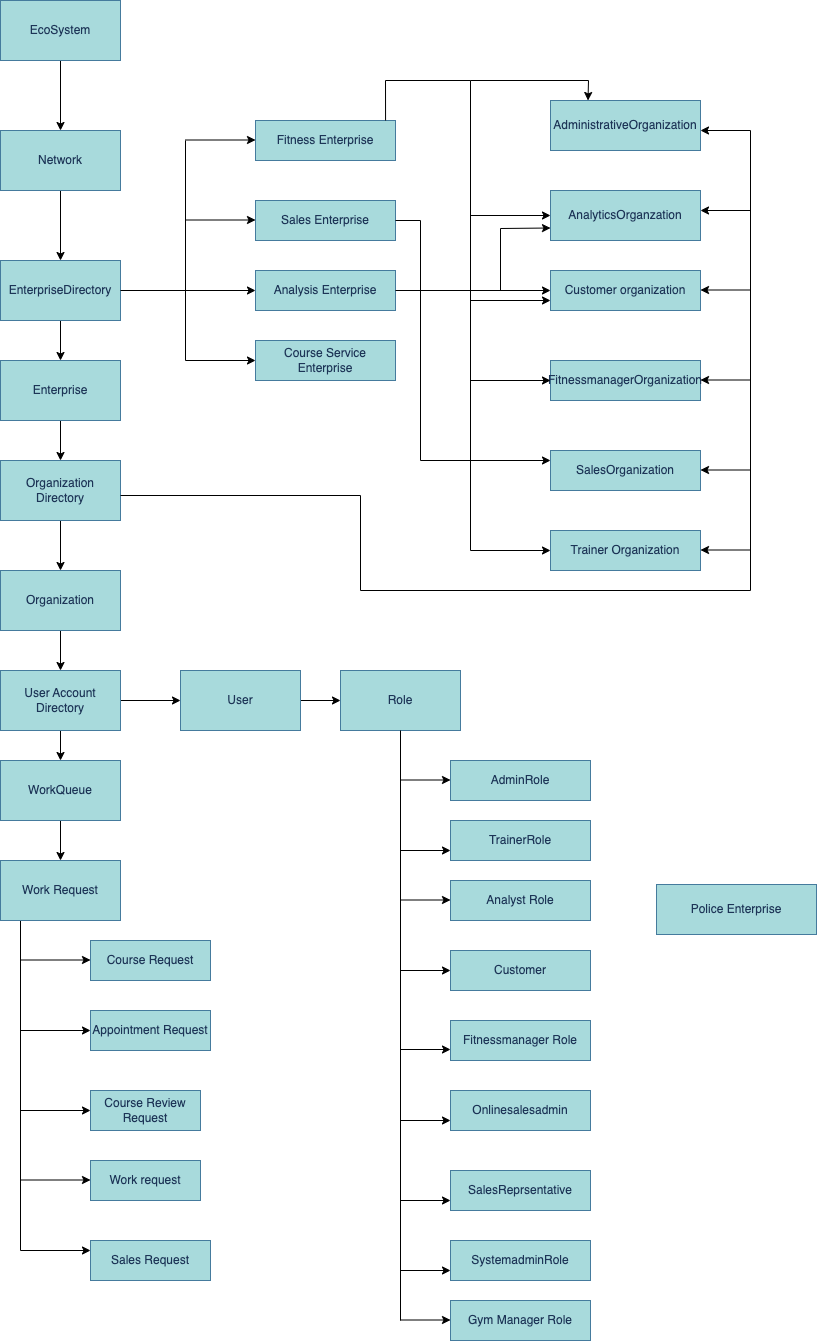 EcoSystem
Network
EnterpriseDirectory
Enterprise
Organization
Directory
Organization
User Account
Directory
WorkQueue
Work Request
Fitness Enterprise
Sales Enterprise
Analysis Enterprise
Course Service
Enterprise
AdministrativeOrganization
AnalyticsOrganzation
Customer organization
FitnessmanagerOrganization
SalesOrganization
Trainer Organization
User
Role
AdminRole
TrainerRole
Analyst Role
Customer
Fitnessmanager Role
Onlinesalesadmin
SalesReprsentative
SystemadminRole
Gym Manager Role
Police Enterprise
Course Request
Appointment Request
Course Review
Request
Work request
Sales Request